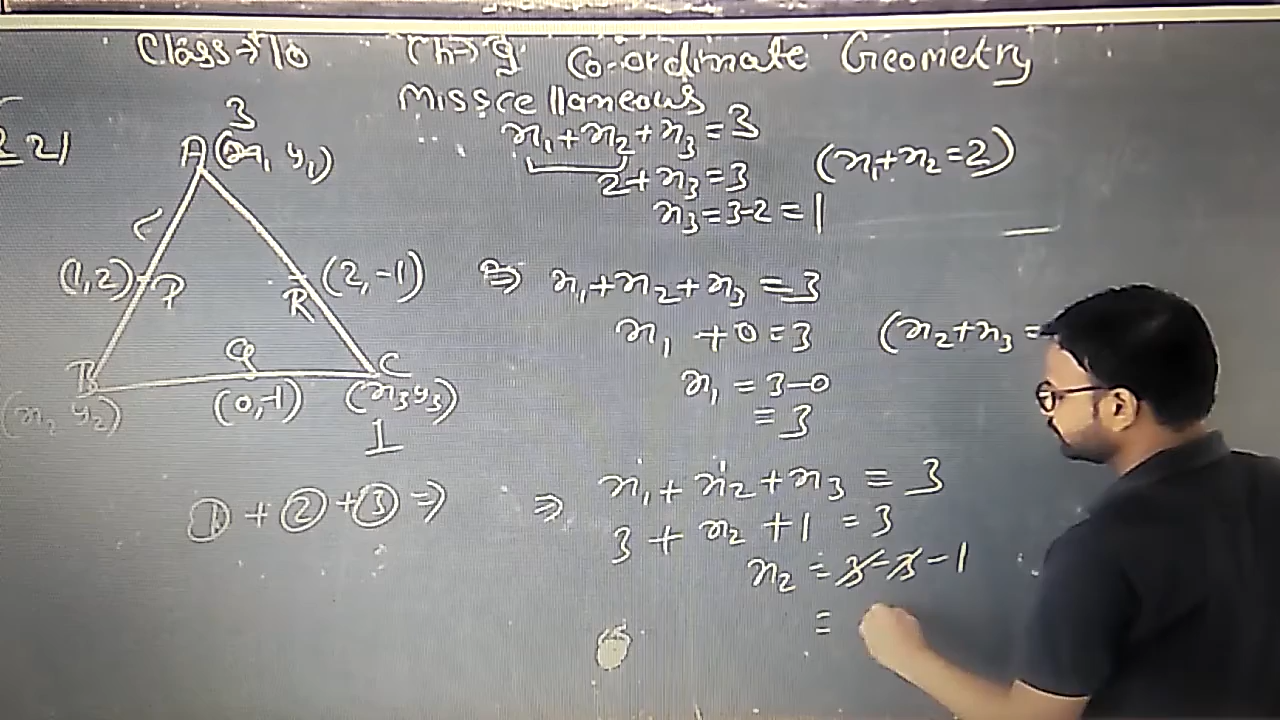 Class→10 Ch→9 Co-ordinate Geometry
Misscellaneous
21
3
A (x1, y1)
(1,2) P
R (2,-1)
B
(x2 y2)
Q
(0,-1)
C
(x3 y3)
1
① + ② + ③ ⇒
x1+x2+x3=3
2+x3=3 (x1+x2=2)
x3=3-2=1
⇒ x1+x2+x3=3
x1+0=3 (x2+x3=
x1=3-0
=3
⇒ x1+x2+x3=3
3+x2+1=3
x2=3-3-1
=